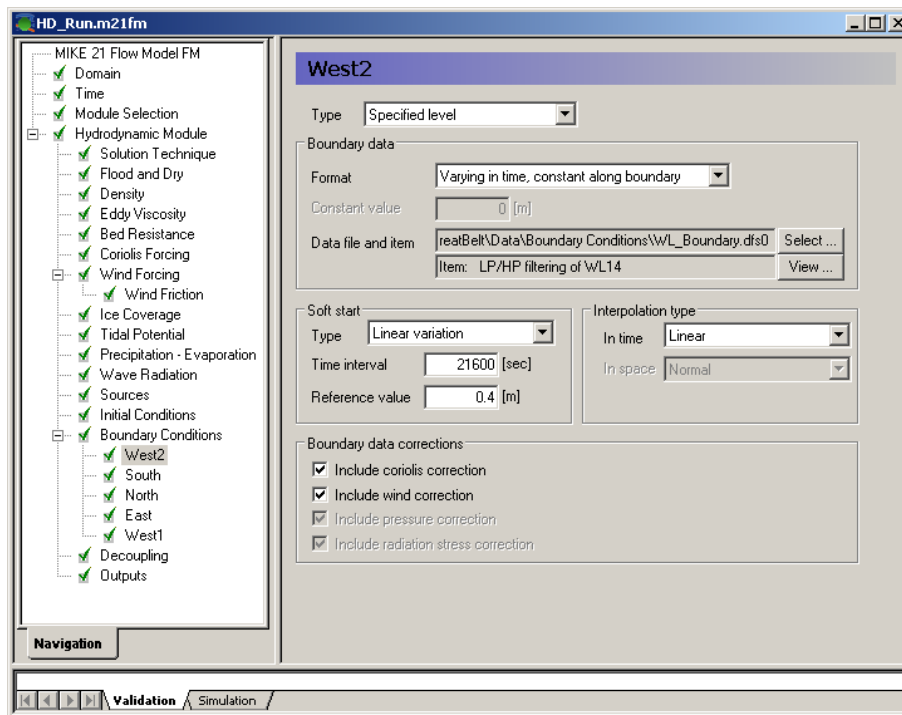 HD_Run.m21fm
MIKE 21 Flow Model FM
Domain
Time
Module Selection
Hydrodynamic Module
Solution Technique
Flood and Dry
Density
Eddy Viscosity
Bed Resistance
Coriolis Forcing
Wind Forcing
Wind Friction
Ice Coverage
Tidal Potential
Precipitation - Evaporation
Wave Radiation
Sources
Initial Conditions
Boundary Conditions
West2
South
North
East
West1
Decoupling
Outputs
Navigation
West2
Type Specified level
Boundary data
Format Varying in time, constant along boundary
Constant value 0 [m]
Data file and item reatBelt\Data\Boundary Conditions\WL_Boundary.dfs0 Select ...
Item: LP/HP filtering of WL14 View ...
Soft start
Type Linear variation
Time interval 21600 [sec]
Reference value 0.4 [m]
Interpolation type
In time Linear
In space Normal
Boundary data corrections
Include coriolis correction
Include wind correction
Include pressure correction
Include radiation stress correction
Validation Simulation